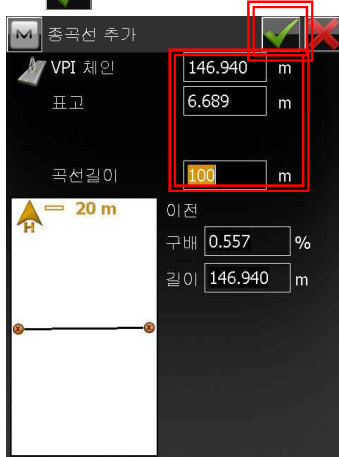 M 종곡선 추가
VPI 체인 146.940 m
표고 6.689 m
곡선길이 100 m
20 m
H
이전
구배 0.557 %
길이 146.940 m